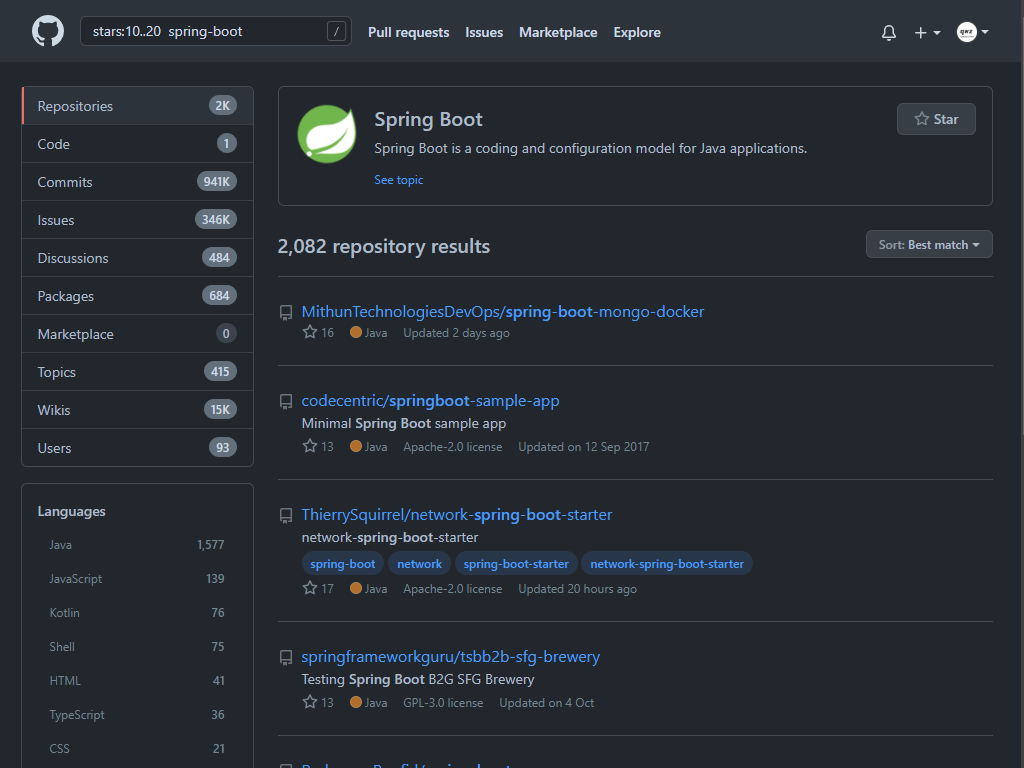 stars:10..20 spring-boot
/
Pull requests
Issues
Marketplace
Explore
Repositories 2K
Code 1
Commits 941K
Issues 346K
Discussions 484
Packages 684
Marketplace 0
Topics 415
Wikis 15K
Users 93
Languages
Java 1,577
JavaScript 139
Kotlin 76
Shell 75
HTML 41
TypeScript 36
CSS 21
Spring Boot
Star
Spring Boot is a coding and configuration model for Java applications.
See topic
2,082 repository results
Sort: Best match
MithunTechnologiesDevOps/spring-boot-mongo-docker
16 Java Updated 2 days ago
codecentric/springboot-sample-app
Minimal Spring Boot sample app
13 Java Apache-2.0 license Updated on 12 Sep 2017
ThierrySquirrel/network-spring-boot-starter
network-spring-boot-starter
spring-boot network spring-boot-starter network-spring-boot-starter
17 Java Apache-2.0 license Updated 20 hours ago
springframeworkguru/tsbb2b-sfg-brewery
Testing Spring Boot B2G SFG Brewery
13 Java GPL-3.0 license Updated on 4 Oct